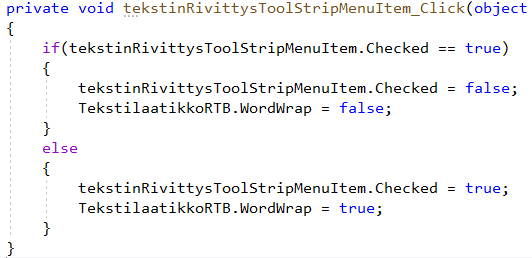 private void tekstinRivittysToolStripMenuItem_Click(object
{
if(tekstinRivittysToolStripMenuItem.Checked == true)
{
tekstinRivittysToolStripMenuItem.Checked = false;
TekstilaatikkoRTB.WordWrap = false;
}
else
{
tekstinRivittysToolStripMenuItem.Checked = true;
TekstilaatikkoRTB.WordWrap = true;
}
}